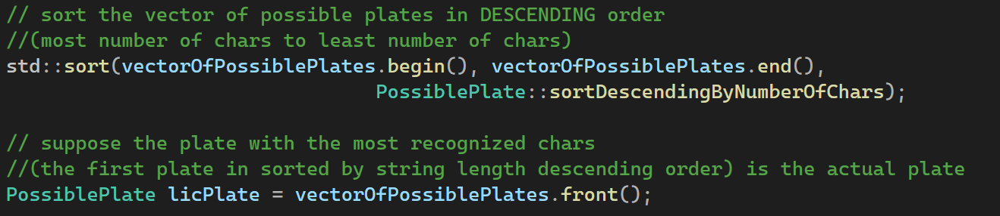 // sort the vector of possible plates in DESCENDING order
//(most number of chars to least number of chars)
std::sort(vectorOfPossiblePlates.begin(), vectorOfPossiblePlates.end(),
PossiblePlate::sortDescendingByNumberOfChars);
// suppose the plate with the most recognized chars
//(the first plate in sorted by string length descending order) is the actual plate
PossiblePlate licPlate = vectorOfPossiblePlates.front();